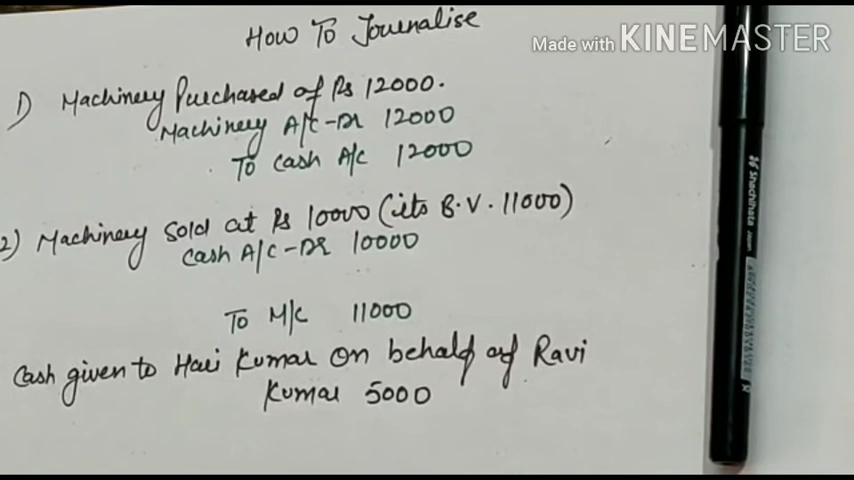 How To Journalise
Made with KINEMASTER
1) Machinery Purchased of Rs 12000.
Machinery A/C-Dr 12000
To Cash A/C 12000
2) Machinery Sold at Rs 10000 (its B.V. 11000)
Cash A/C-Dr 10000
To M/C 11000
Cash given to Hari Kumar On behalf of Ravi
Kumar 5000
Shachihata